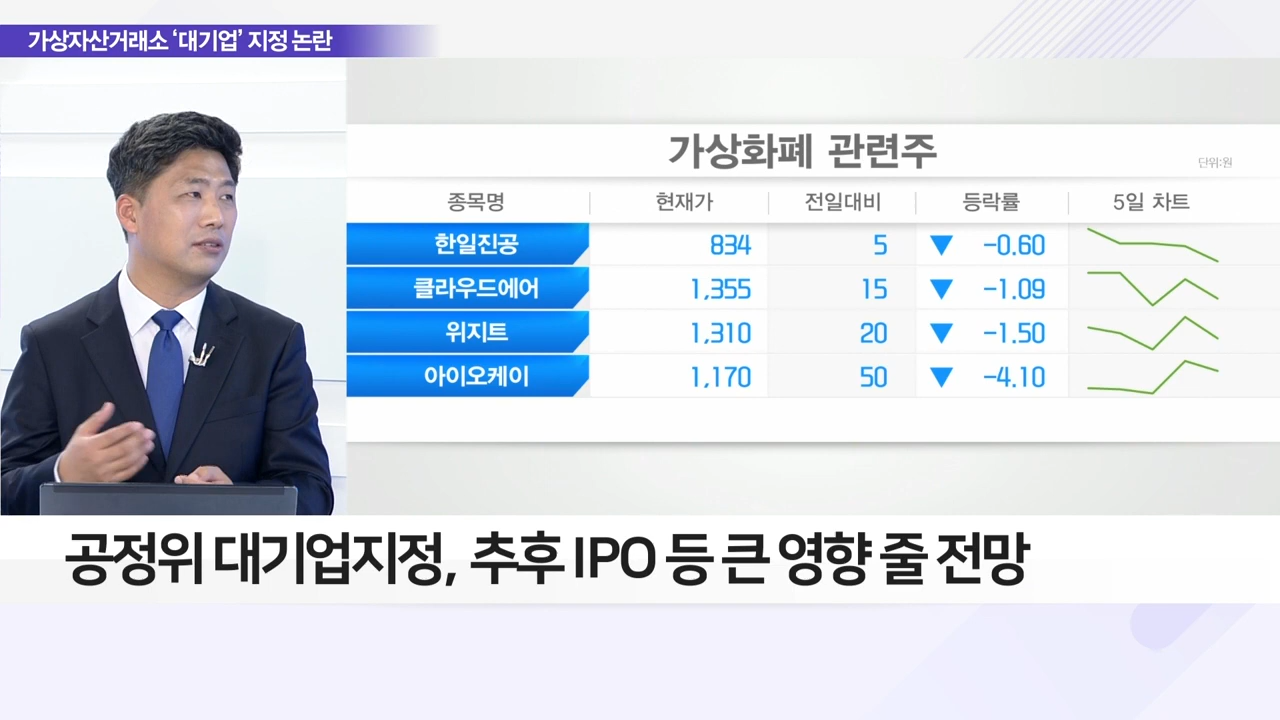 가상자산거래소 ‘대기업’ 지정 논란
가상화폐 관련주
단위:원
종목명 현재가 전일대비 등락률 5일 차트
한일진공 834 5 ▼ -0.60
클라우드에어 1,355 15 ▼ -1.09
위지트 1,310 20 ▼ -1.50
아이오케이 1,170 50 ▼ -4.10
공정위 대기업지정, 추후 IPO 등 큰 영향 줄 전망